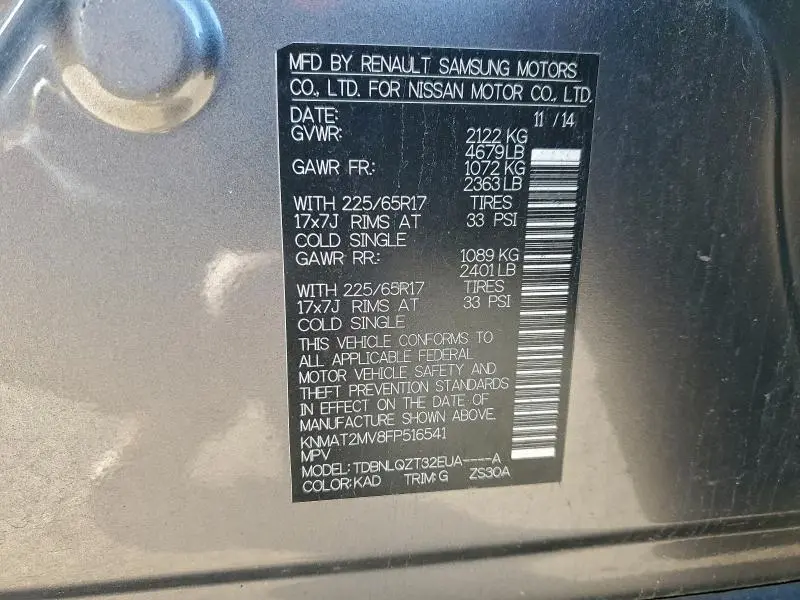 MFD BY RENAULT SAMSUNG MOTORS
CO., LTD. FOR NISSAN MOTOR CO., LTD.
DATE: 11 /14
GVWR: 2122 KG
4679LB
GAWR FR.: 1072 KG
2363 LB
WITH 225/65R17 TIRES
17x7J RIMS AT 33 PSI
COLD SINGLE
GAWR RR.: 1089 KG
2401 LB
WITH 225/65R17 TIRES
17x7J RIMS AT 33 PSI
COLD SINGLE
THIS VEHICLE CONFORMS TO
ALL APPLICABLE FEDERAL
MOTOR VEHICLE SAFETY AND
THEFT PREVENTION STANDARDS
IN EFFECT ON THE DATE OF
MANUFACTURE SHOWN ABOVE.
KNMAT2MV8FP516541
MPV
MODEL: TDBNLQZT32EUA----A
COLOR: KAD TRIM: G ZS30A